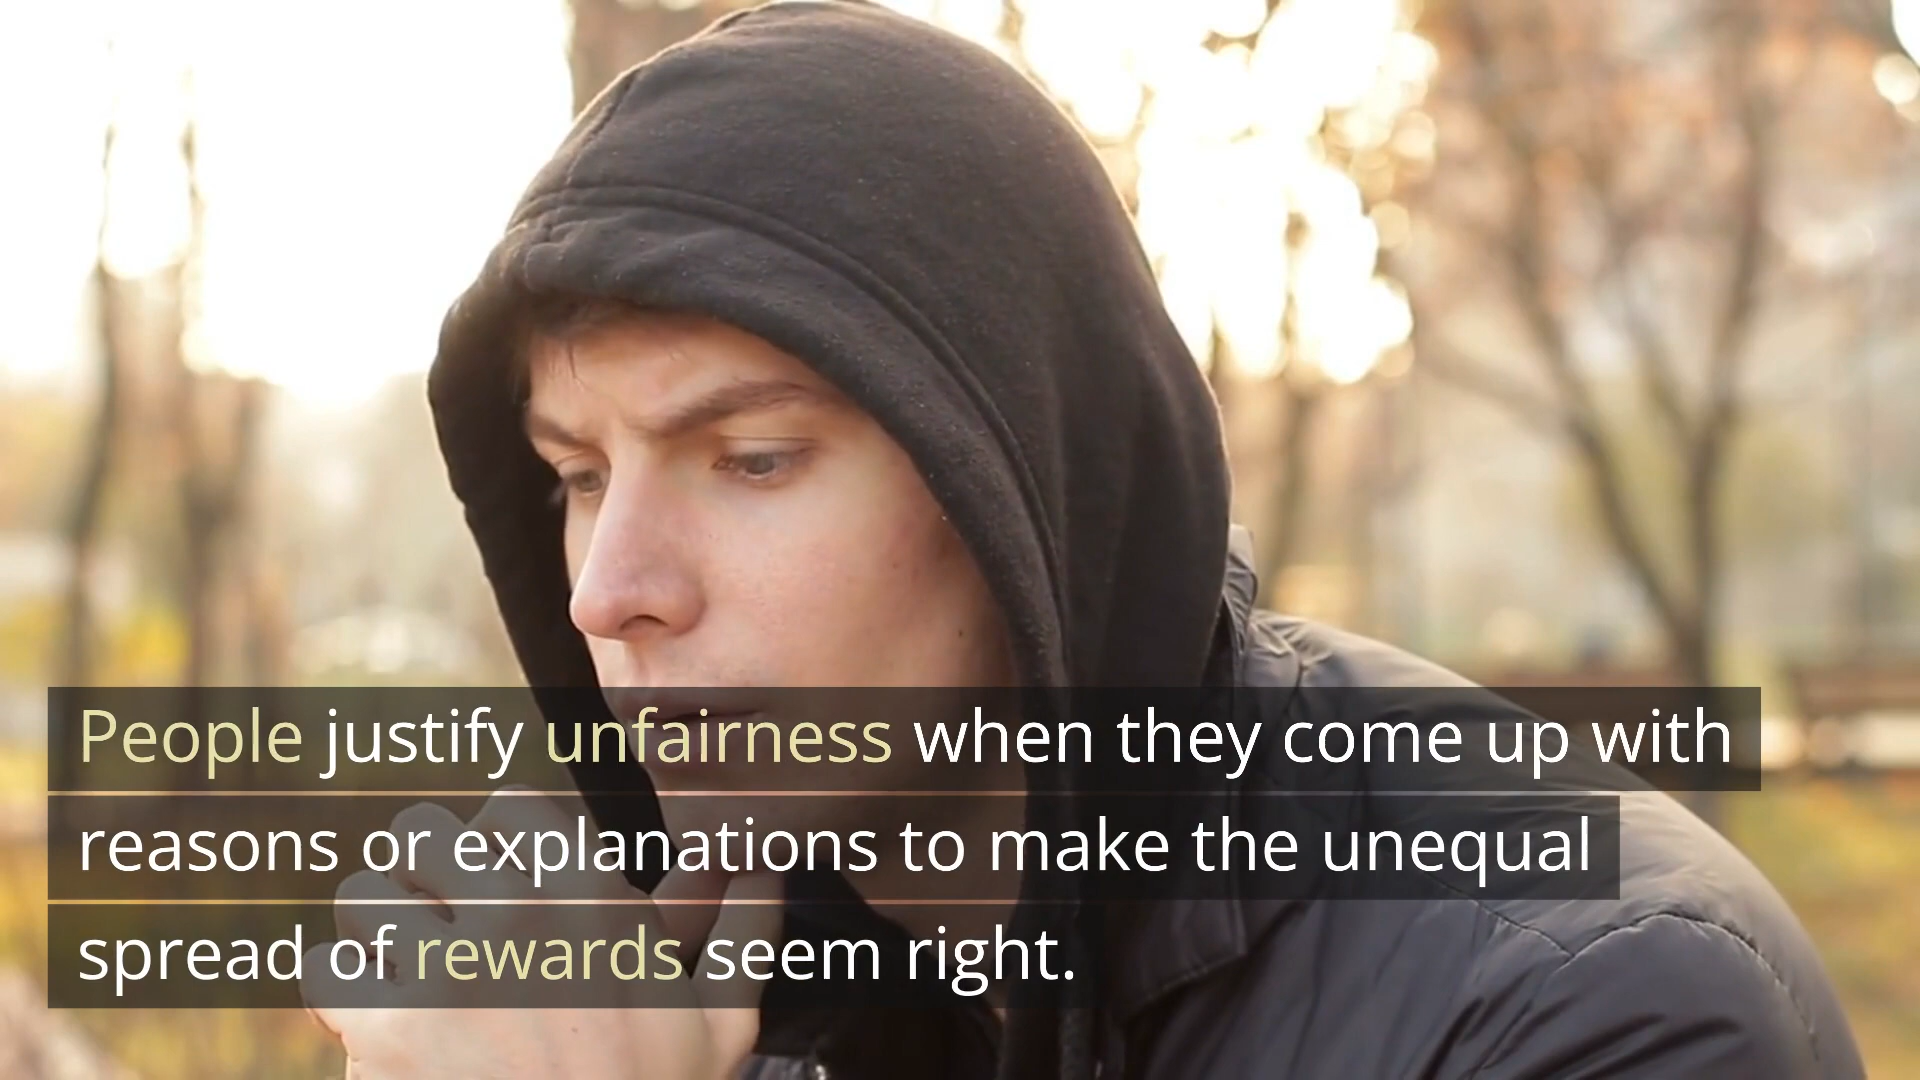 People justify unfairness when they come up with
reasons or explanations to make the unequal
spread of rewards seem right.